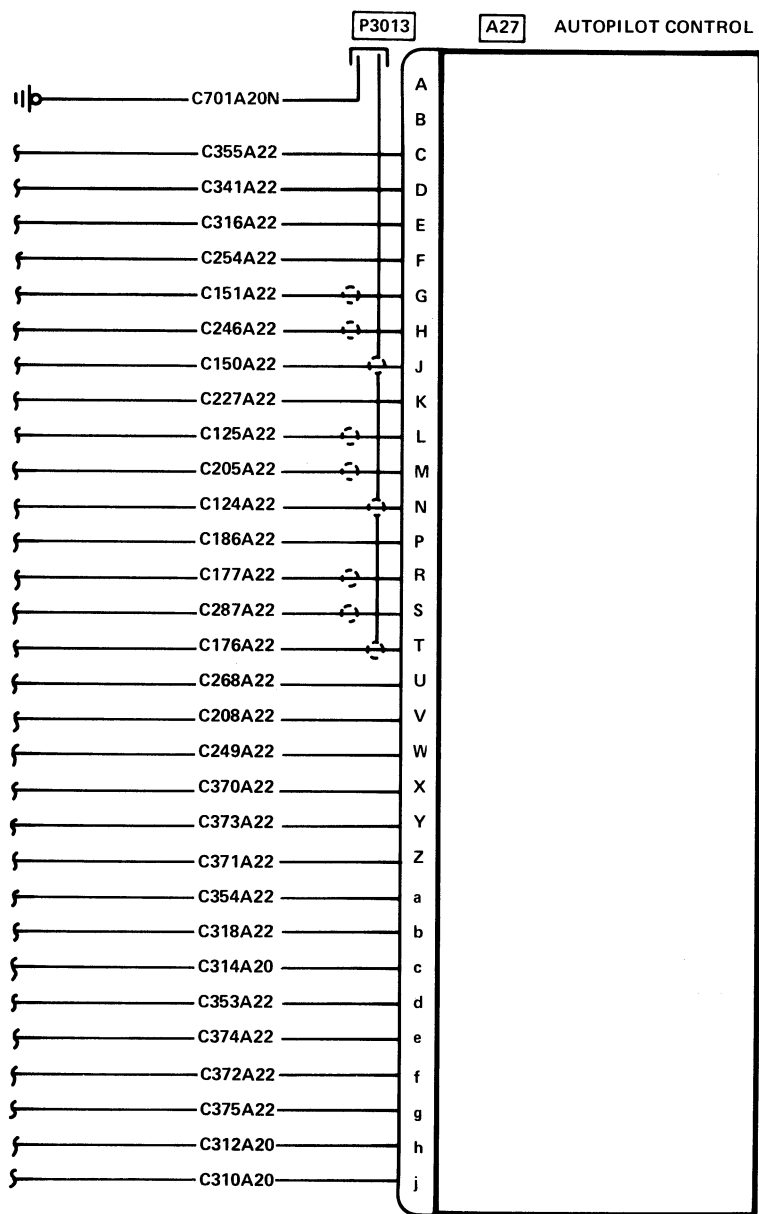 P3013 A27 AUTOPILOT CONTROL
A
C701A20N
B
C355A22 C
C341A22 D
C316A22 E
C254A22 F
C151A22 G
C246A22 H
C150A22 J
C227A22 K
C125A22 L
C205A22 M
C124A22 N
C186A22 P
C177A22 R
C287A22 S
C176A22 T
C268A22 U
C208A22 V
C249A22 W
C370A22 X
C373A22 Y
C371A22 Z
C354A22 a
C318A22 b
C314A20 c
C353A22 d
C374A22 e
C372A22 f
C375A22 g
C312A20 h
C310A20 j